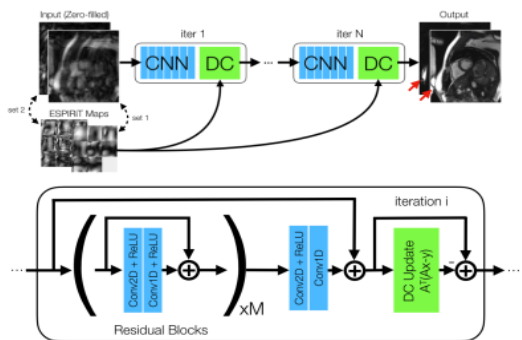 Input (Zero-filled)
iter 1
iter N
Output
CNN
DC
...
CNN
DC
set 2
ESPIRiT Maps
set 1
iteration i
...
Conv2D + ReLU
Conv1D + ReLU
xM
Conv2D + ReLU
Conv1D
DC Update
AT(Ax-y)
-
...
Residual Blocks